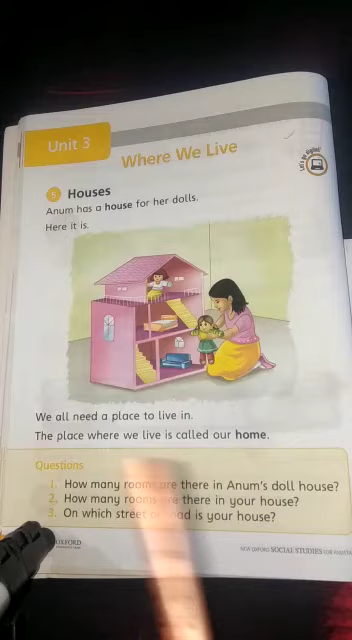 Unit 3
Where We Live
Let's go digital!
5 Houses
Anum has a house for her dolls.
Here it is.
We all need a place to live in.
The place where we live is called our home.
Questions
1. How many rooms are there in Anum's doll house?
2. How many rooms are there in your house?
3. On which street or road is your house?
OXFORD
NEW OXFORD SOCIAL STUDIES FOR PAKISTAN